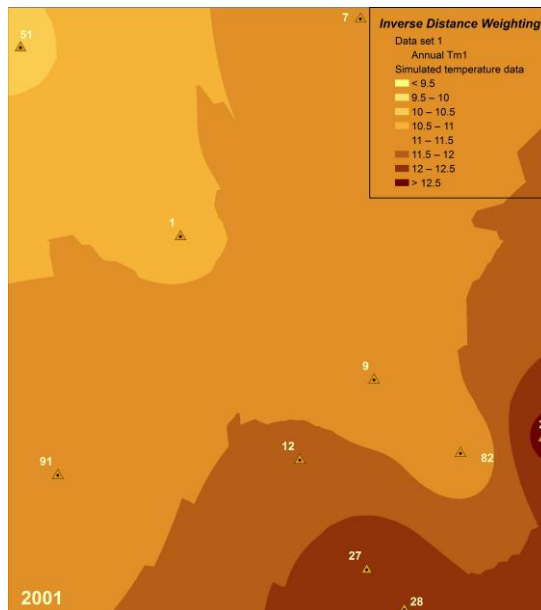 51
7
Inverse Distance Weighting
Data set 1
Annual Tm1
Simulated temperature data
< 9.5
9.5 – 10
10 – 10.5
10.5 – 11
11 – 11.5
11.5 – 12
12 – 12.5
> 12.5
1
9
12
82
91
27
28
2001